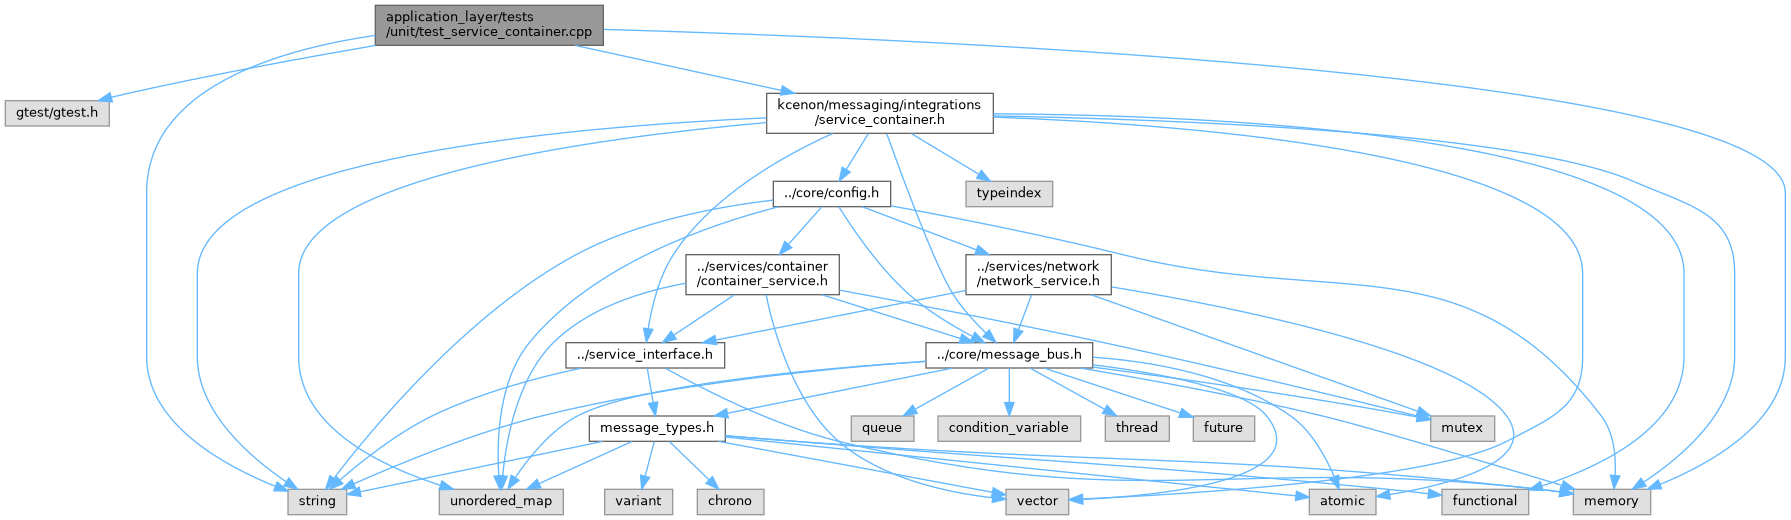 application_layer/tests
/unit/test_service_container.cpp
gtest/gtest.h
kcenon/messaging/integrations
/service_container.h
../core/config.h
typeindex
../services/container
/container_service.h
../services/network
/network_service.h
../service_interface.h
../core/message_bus.h
message_types.h
queue
condition_variable
thread
future
mutex
string
unordered_map
variant
chrono
vector
atomic
functional
memory